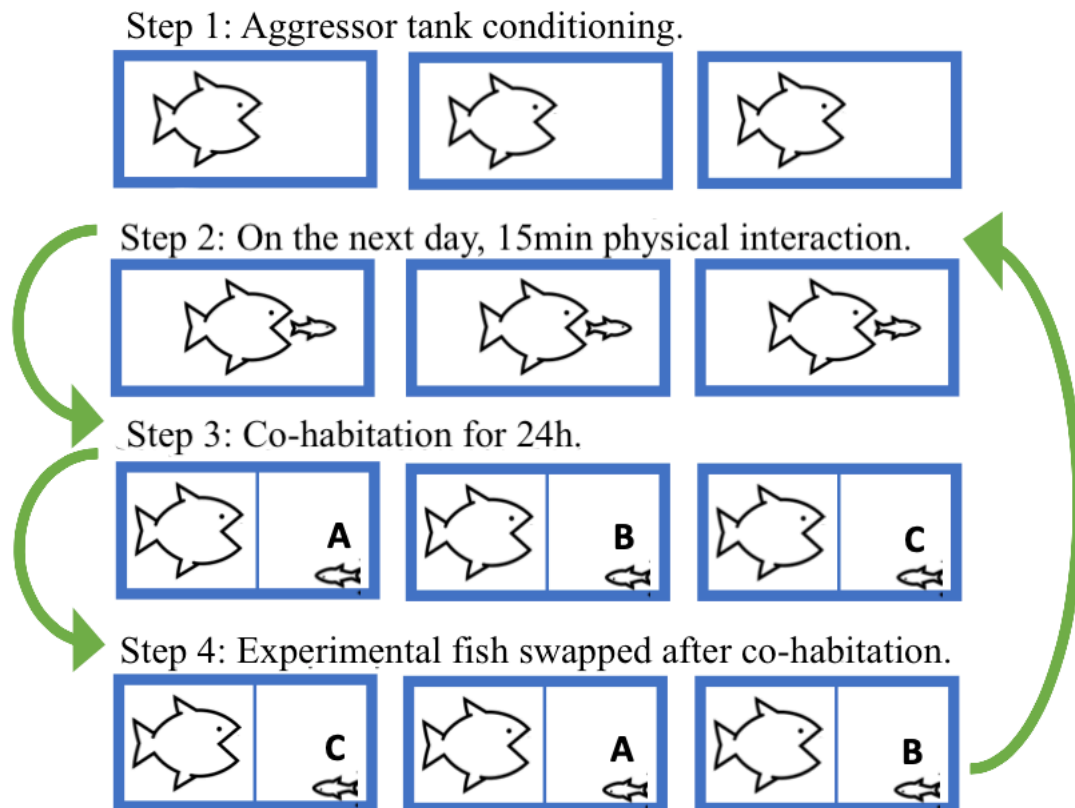 Step 1: Aggressor tank conditioning.
Step 2: On the next day, 15min physical interaction.
Step 3: Co-habitation for 24h.
A
B
C
Step 4: Experimental fish swapped after co-habitation.
C
A
B